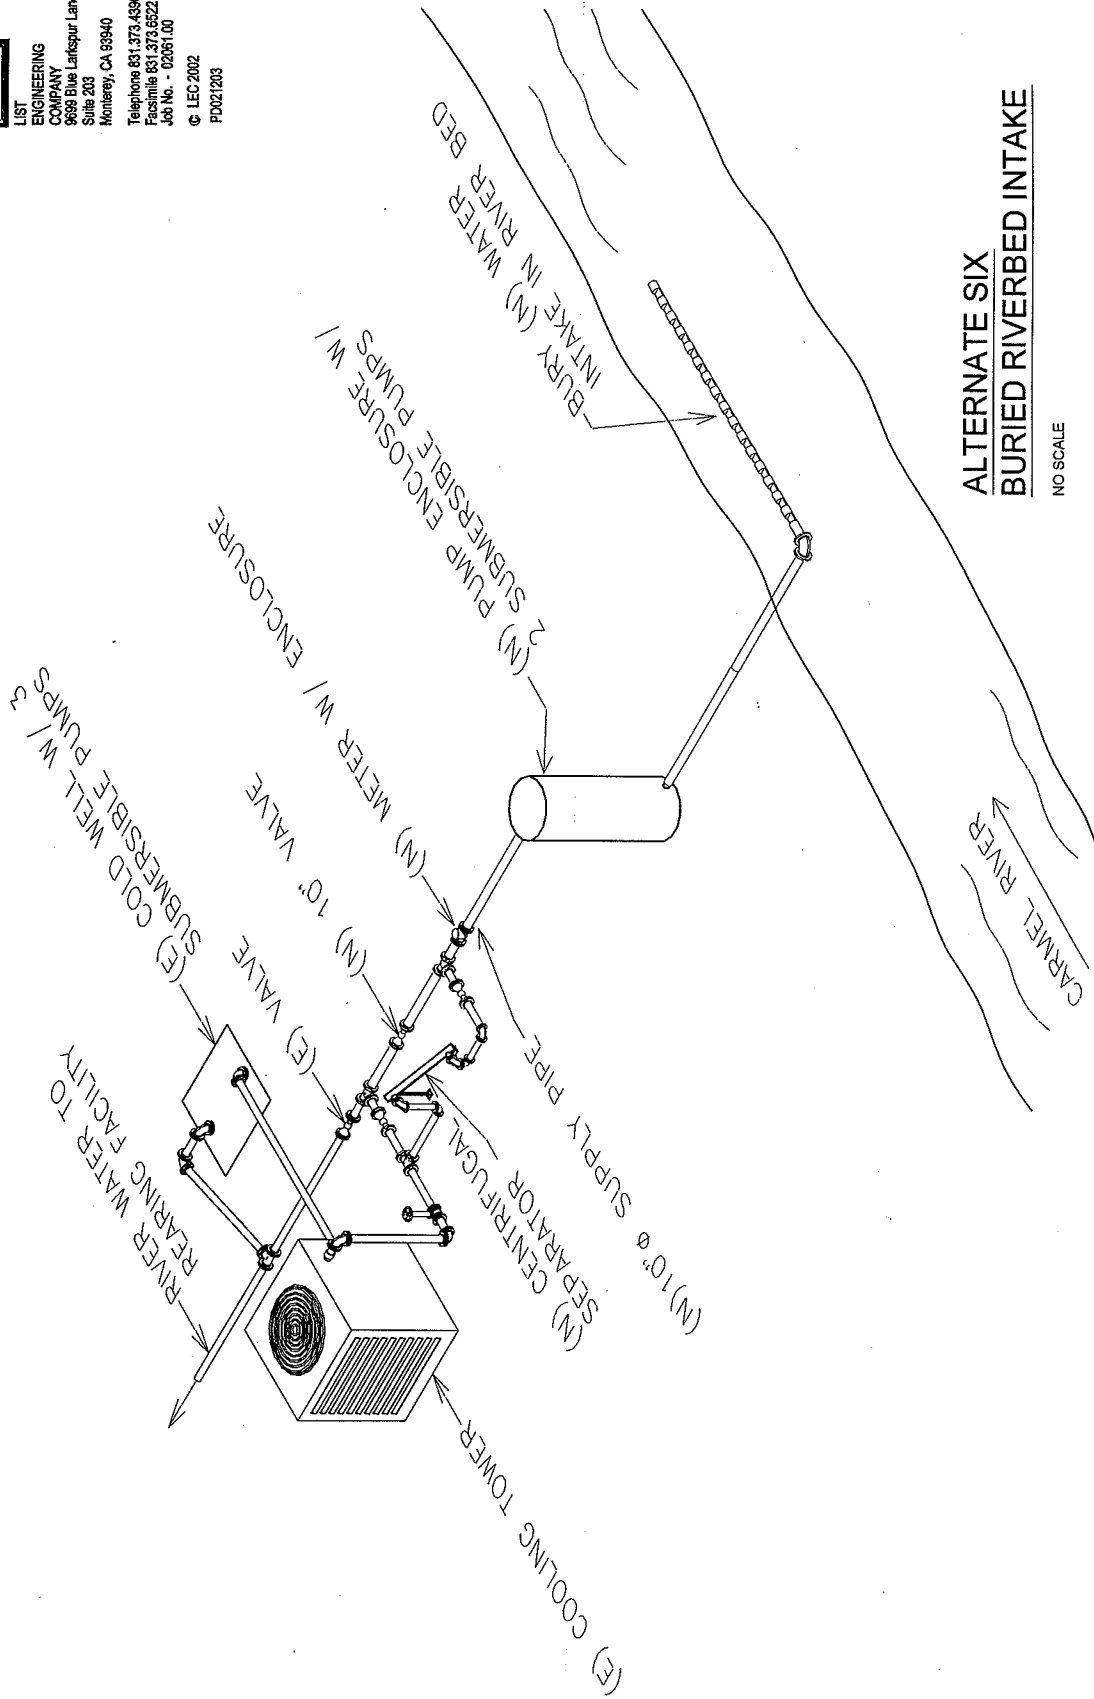 LIST
ENGINEERING
COMPANY
9699 Blue Larkspur Lane
Suite 203
Monterey, CA 93940
Telephone 831.373.4390
Facsimile 831.373.6522
Job No. - 02061.00
© LEC 2002
PD021203
(E) COLD WELL W/ 3
SUBMERSIBLE PUMPS
RIVER WATER TO
REARING FACILITY
(E) VALVE
(N) 10" VALVE
(N) METER W/ ENCLOSURE
(N) PUMP ENCLOSURE W/
2 SUBMERSIBLE PUMPS
BURY (N) WATER
INTAKE IN RIVER BED
(E) COOLING TOWER
(N) CENTRIFUGAL
SEPARATOR
(N) 10" ø SUPPLY PIPE
CARMEL RIVER
ALTERNATE SIX
BURIED RIVERBED INTAKE
NO SCALE